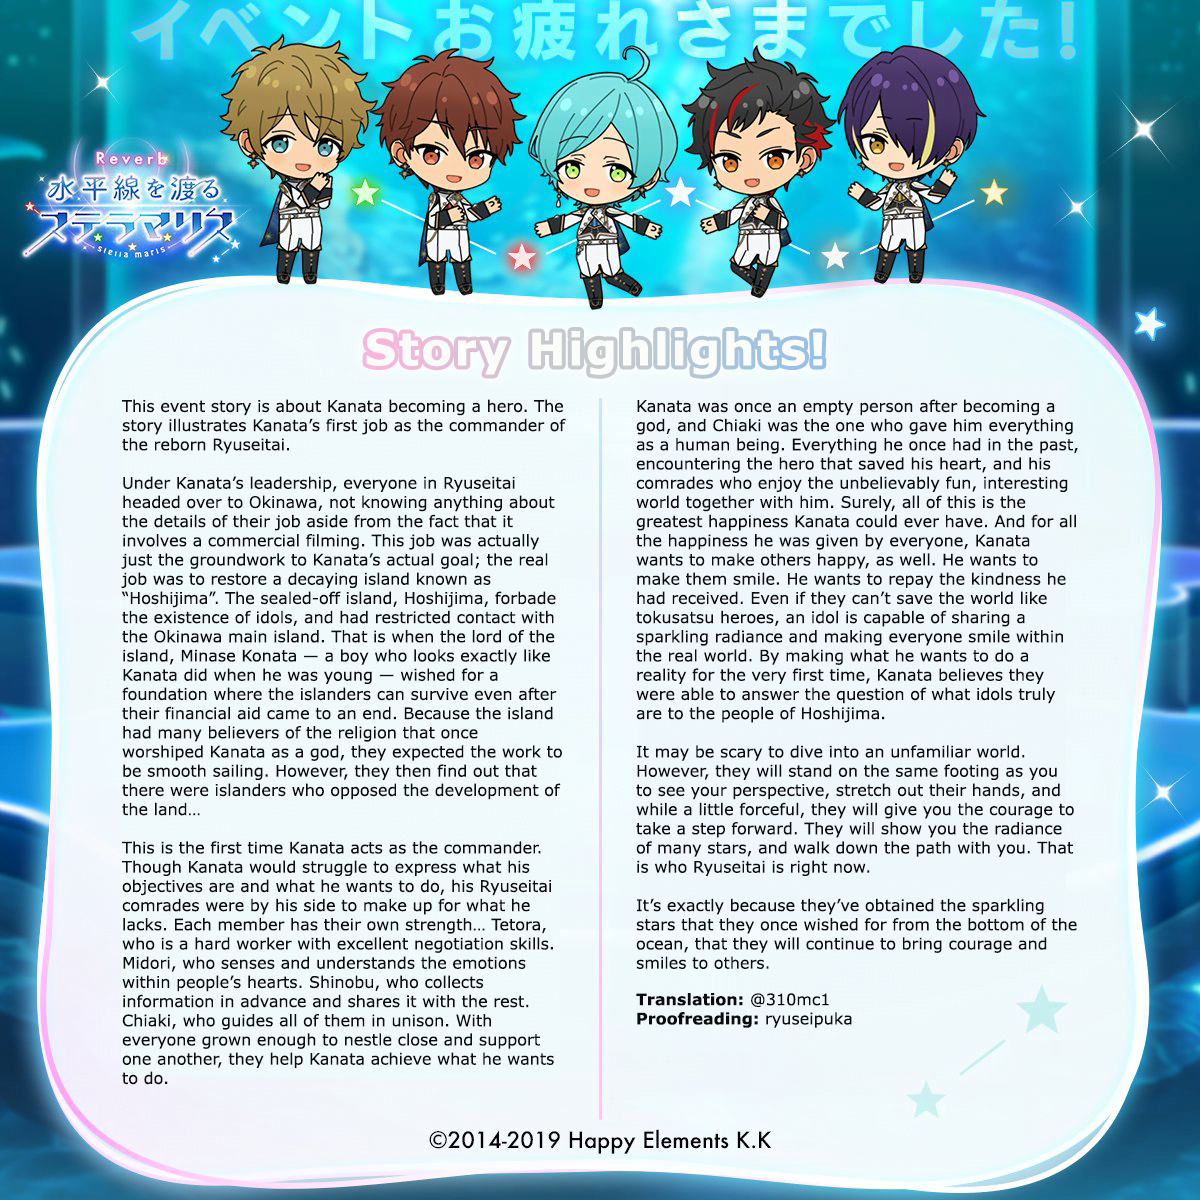 イベントお疲れさまでした!
Reverb
水平線を渡る
ステラマリス
stella maris
Story Highlights!
This event story is about Kanata becoming a hero. The
story illustrates Kanata’s first job as the commander of
the reborn Ryuseitai.
Under Kanata’s leadership, everyone in Ryuseitai
headed over to Okinawa, not knowing anything about
the details of their job aside from the fact that it
involves a commercial filming. This job was actually
just the groundwork to Kanata’s actual goal; the real
job was to restore a decaying island known as
“Hoshijima”. The sealed-off island, Hoshijima, forbade
the existence of idols, and had restricted contact with
the Okinawa main island. That is when the lord of the
island, Minase Konata — a boy who looks exactly like
Kanata did when he was young — wished for a
foundation where the islanders can survive even after
their financial aid came to an end. Because the island
had many believers of the religion that once
worshiped Kanata as a god, they expected the work to
be smooth sailing. However, they then find out that
there were islanders who opposed the development of
the land…
This is the first time Kanata acts as the commander.
Though Kanata would struggle to express what his
objectives are and what he wants to do, his Ryuseitai
comrades were by his side to make up for what he
lacks. Each member has their own strength… Tetora,
who is a hard worker with excellent negotiation skills.
Midori, who senses and understands the emotions
within people’s hearts. Shinobu, who collects
information in advance and shares it with the rest.
Chiaki, who guides all of them in unison. With
everyone grown enough to nestle close and support
one another, they help Kanata achieve what he wants
to do.
Kanata was once an empty person after becoming a
god, and Chiaki was the one who gave him everything
as a human being. Everything he once had in the past,
encountering the hero that saved his heart, and his
comrades who enjoy the unbelievably fun, interesting
world together with him. Surely, all of this is the
greatest happiness Kanata could ever have. And for all
the happiness he was given by everyone, Kanata
wants to make others happy, as well. He wants to
make them smile. He wants to repay the kindness he
had received. Even if they can’t save the world like
tokusatsu heroes, an idol is capable of sharing a
sparkling radiance and making everyone smile within
the real world. By making what he wants to do a
reality for the very first time, Kanata believes they
were able to answer the question of what idols truly
are to the people of Hoshijima.
It may be scary to dive into an unfamiliar world.
However, they will stand on the same footing as you
to see your perspective, stretch out their hands, and
while a little forceful, they will give you the courage to
take a step forward. They will show you the radiance
of many stars, and walk down the path with you. That
is who Ryuseitai is right now.
It’s exactly because they’ve obtained the sparkling
stars that they once wished for from the bottom of the
ocean, that they will continue to bring courage and
smiles to others.
Translation: @310mc1
Proofreading: ryuseipuka
©2014-2019 Happy Elements K.K